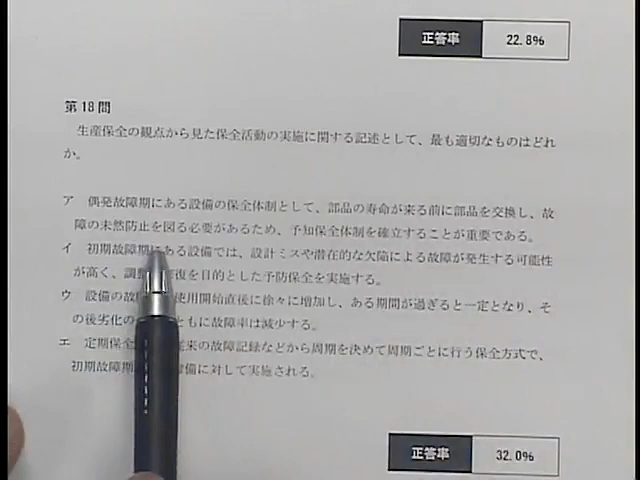 正答率 22.8%
第18問
生産保全の観点から見た保全活動の実施に関する記述として、最も適切なものはどれ
か。
ア 偶発故障期にある設備の保全体制として、部品の寿命が来る前に部品を交換し、故
障の未然防止を図る必要があるため、予知保全体制を確立することが重要である。
イ 初期故障期にある設備では、設計ミスや潜在的な欠陥による故障が発生する可能性
が高く、調整 復を目的とした予防保全を実施する。
ウ 設備の故 使用開始直後に徐々に増加し、ある期間が過ぎると一定となり、そ
の後劣化の ともに故障率は減少する。
エ 定期保全 従来の故障記録などから周期を決めて周期ごとに行う保全方式で、
初期故障期 備に対して実施される。
正答率 32.0%